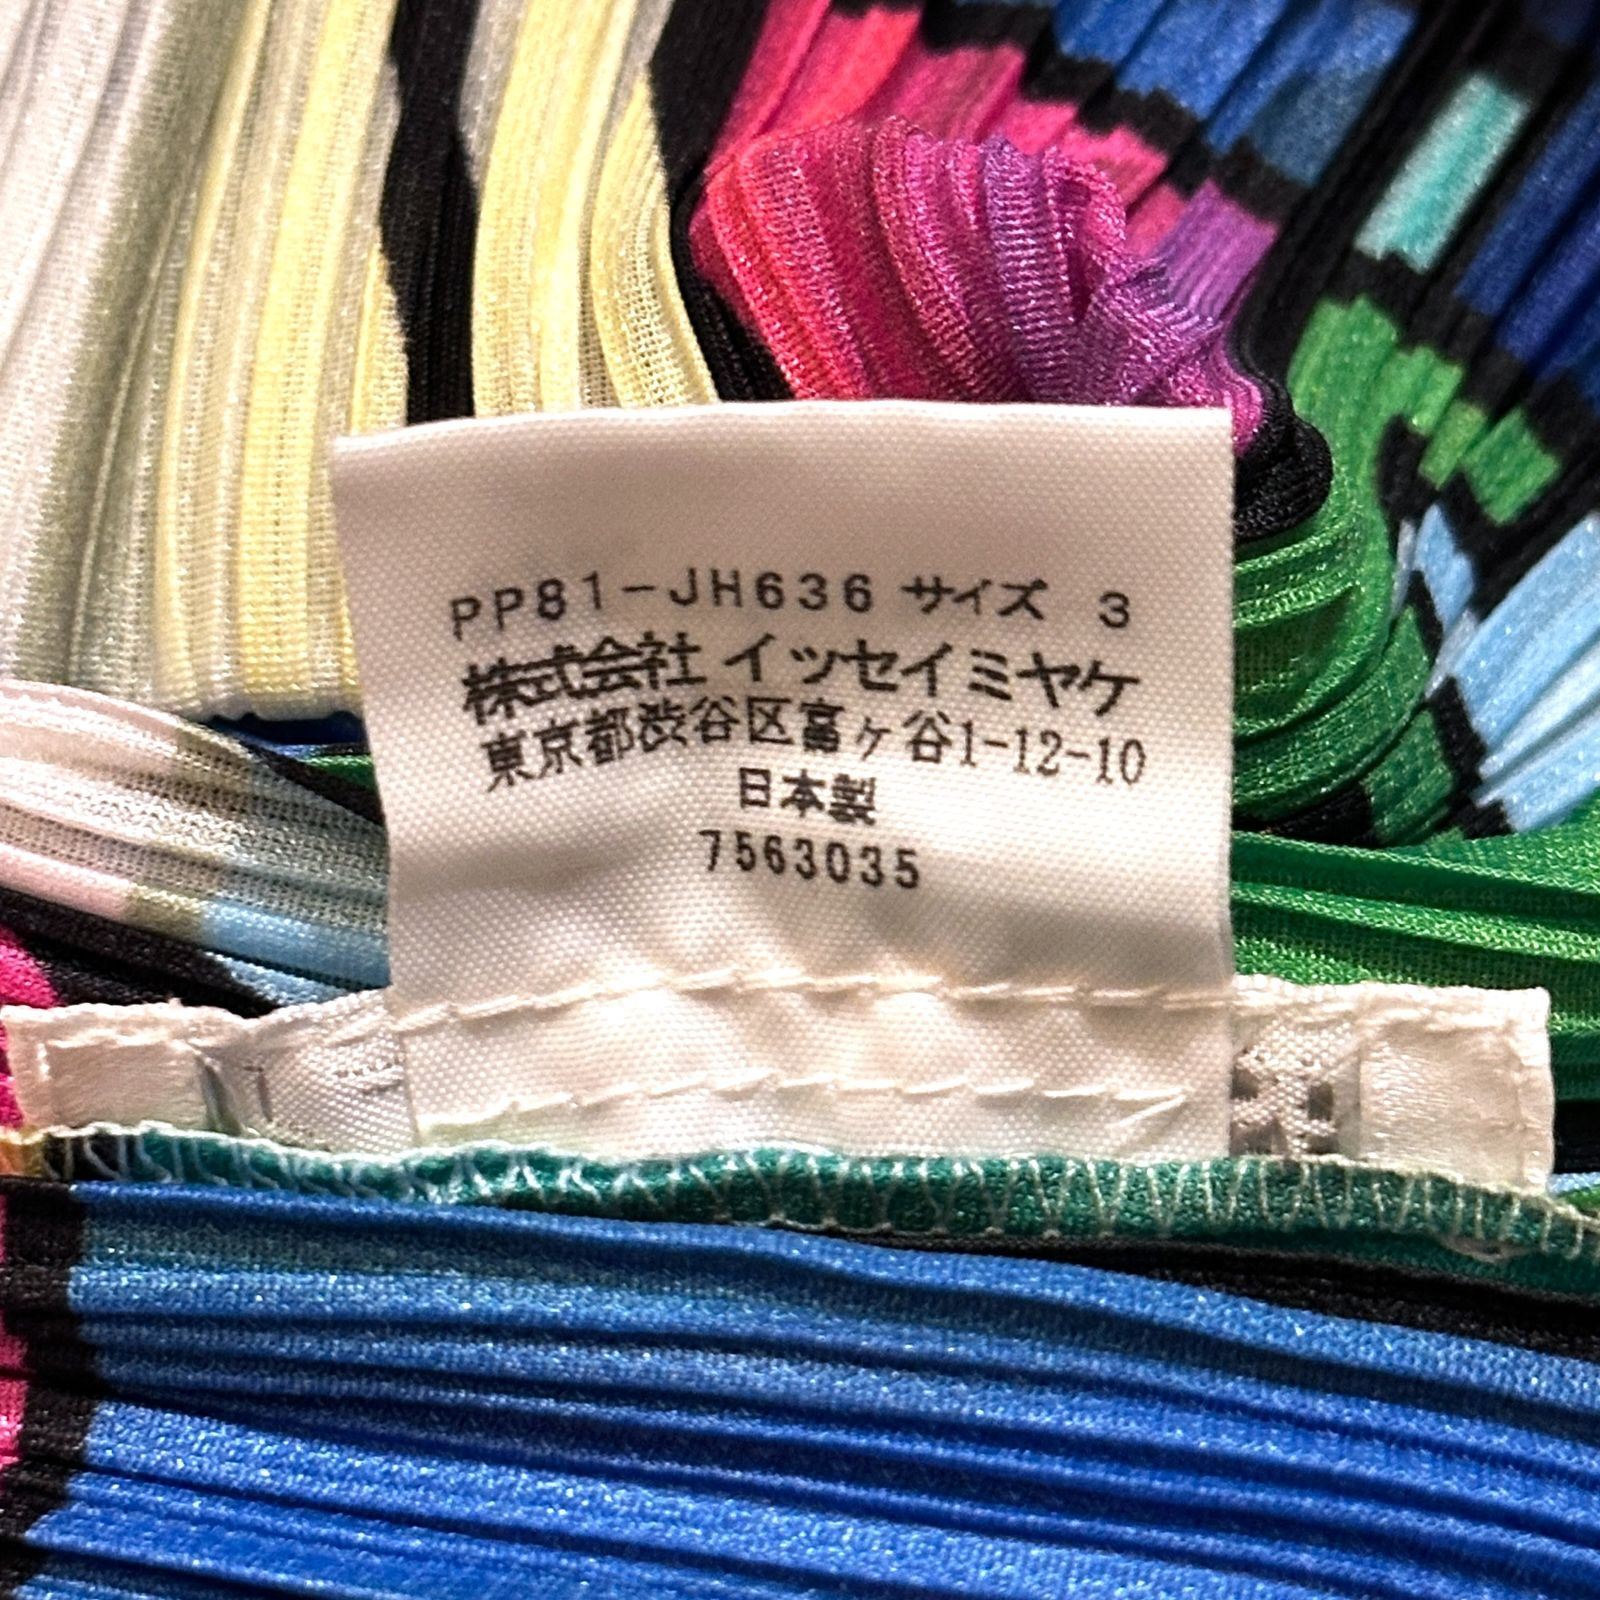 PP81-JH636 サイズ 3
株式会社 イッセイミヤケ
東京都渋谷区富ヶ谷1-12-10
日本製
7563035